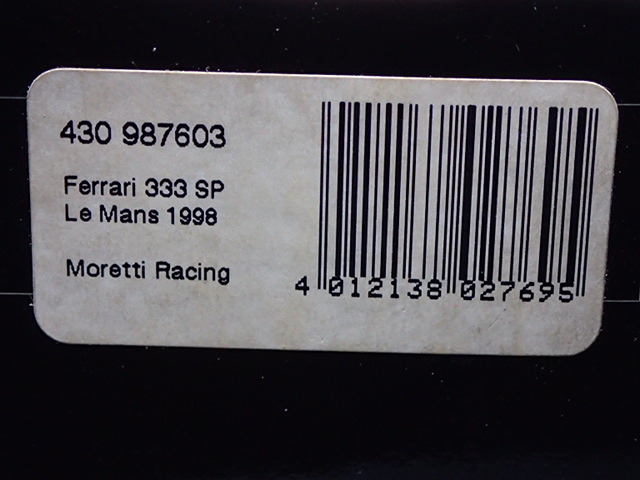 430 987603
Ferrari 333 SP
Le Mans 1998
Moretti Racing
4 012138 027695